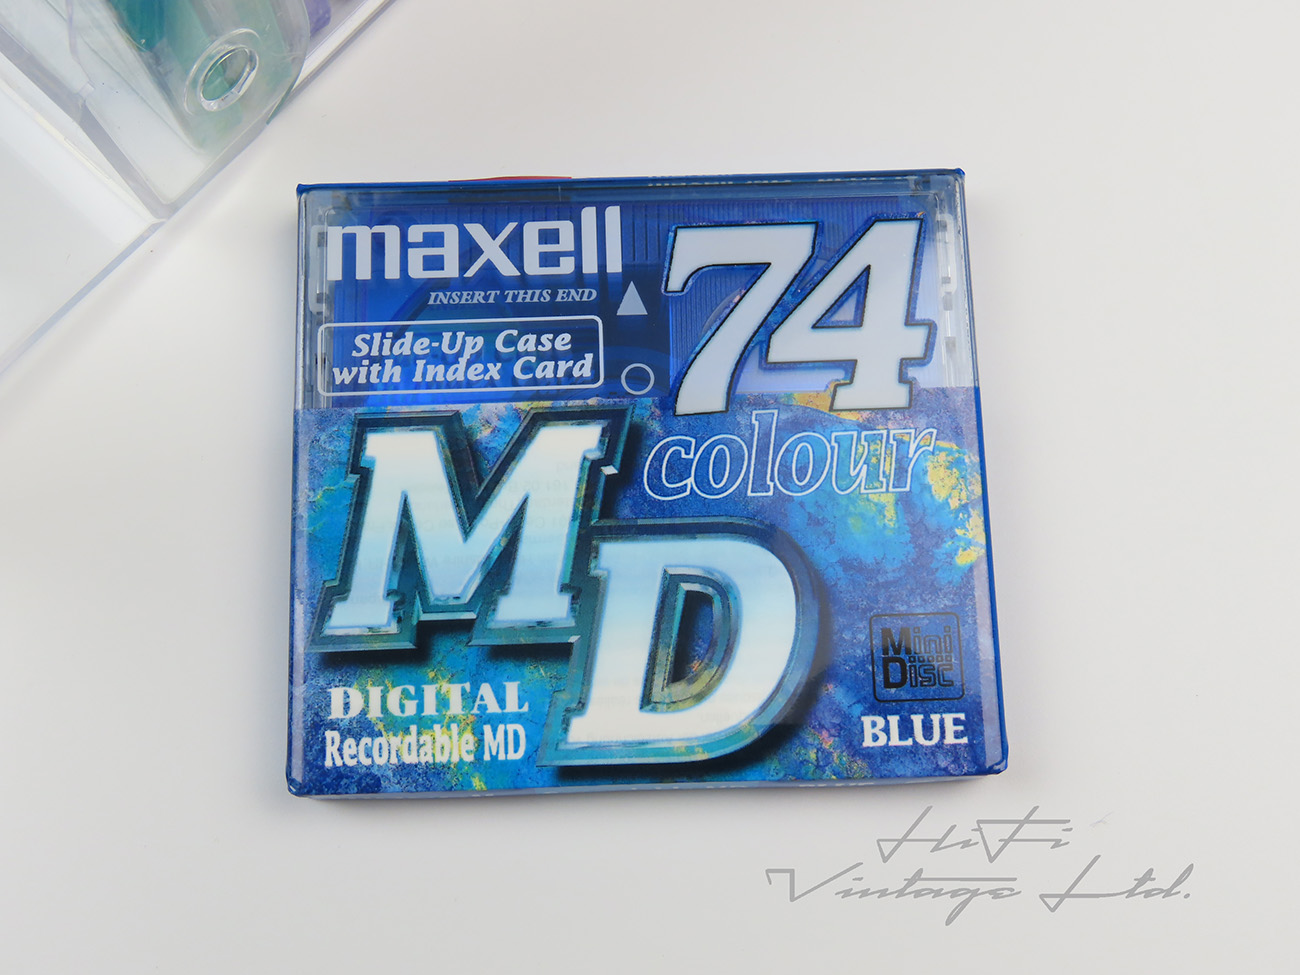 maxell
INSERT THIS END
Slide-Up Case
with Index Card
74
colour
MD
DIGITAL
Recordable MD
Mini
Disc
BLUE
HiFi
Vintage Ltd.